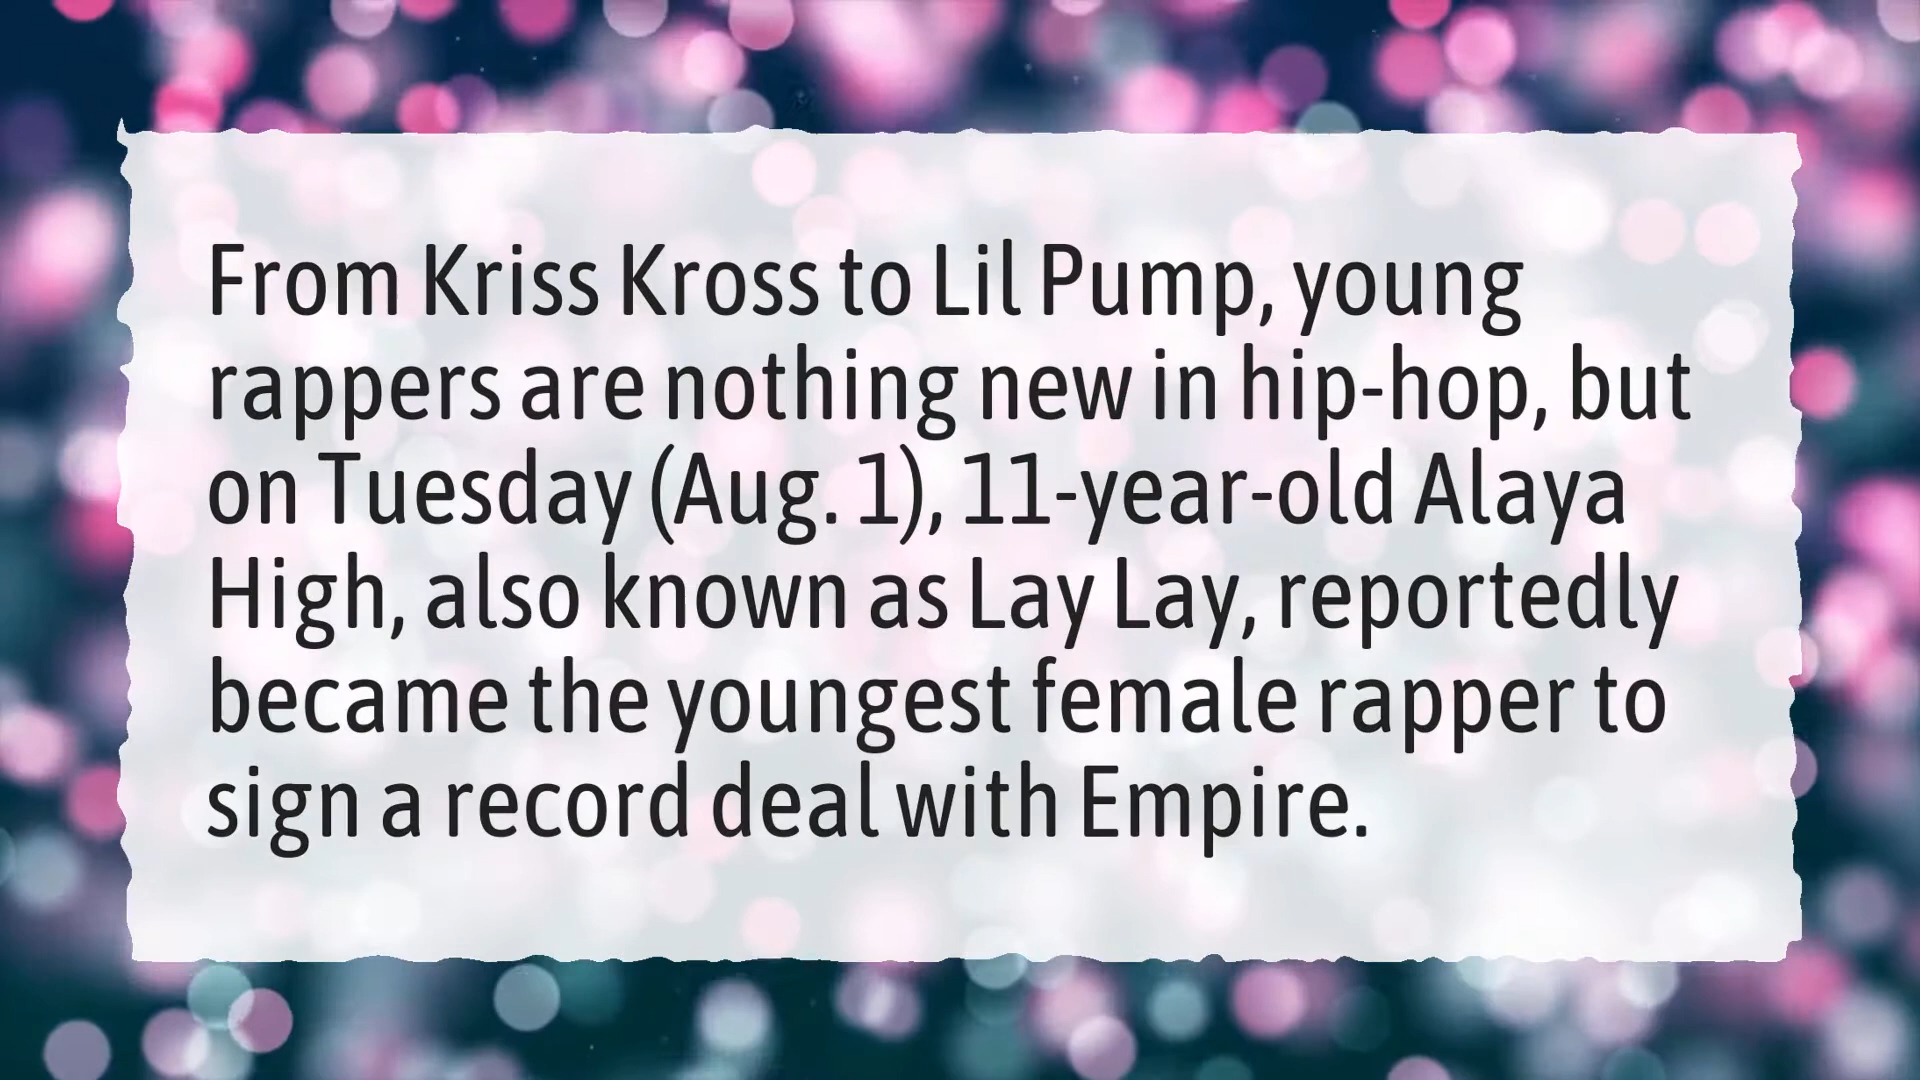 From Kriss Kross to Lil Pump, young
rappers are nothing new in hip-hop, but
on Tuesday (Aug. 1), 11-year-old Alaya
High, also known as Lay Lay, reportedly
became the youngest female rapper to
sign a record deal with Empire.